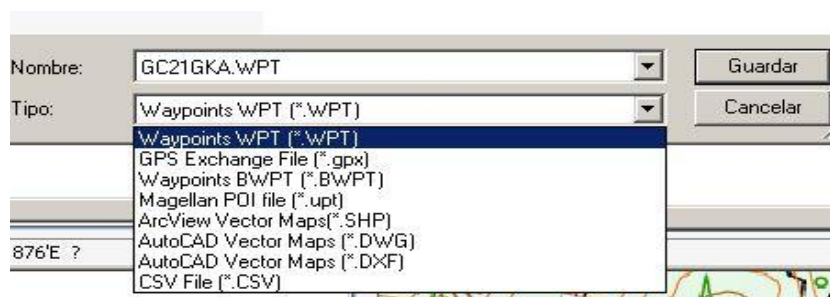 Nombre: GC21GKA.WPT Guardar
Tipo: Waypoints WPT (*.WPT) Cancelar
Waypoints WPT (*.WPT)
GPS Exchange File (*.gpx)
Waypoints BWPT (*.BWPT)
Magellan POI file (*.upt)
ArcView Vector Maps(*.SHP)
AutoCAD Vector Maps (*.DWG)
AutoCAD Vector Maps (*.DXF)
CSV File (*.CSV)
876'E ?